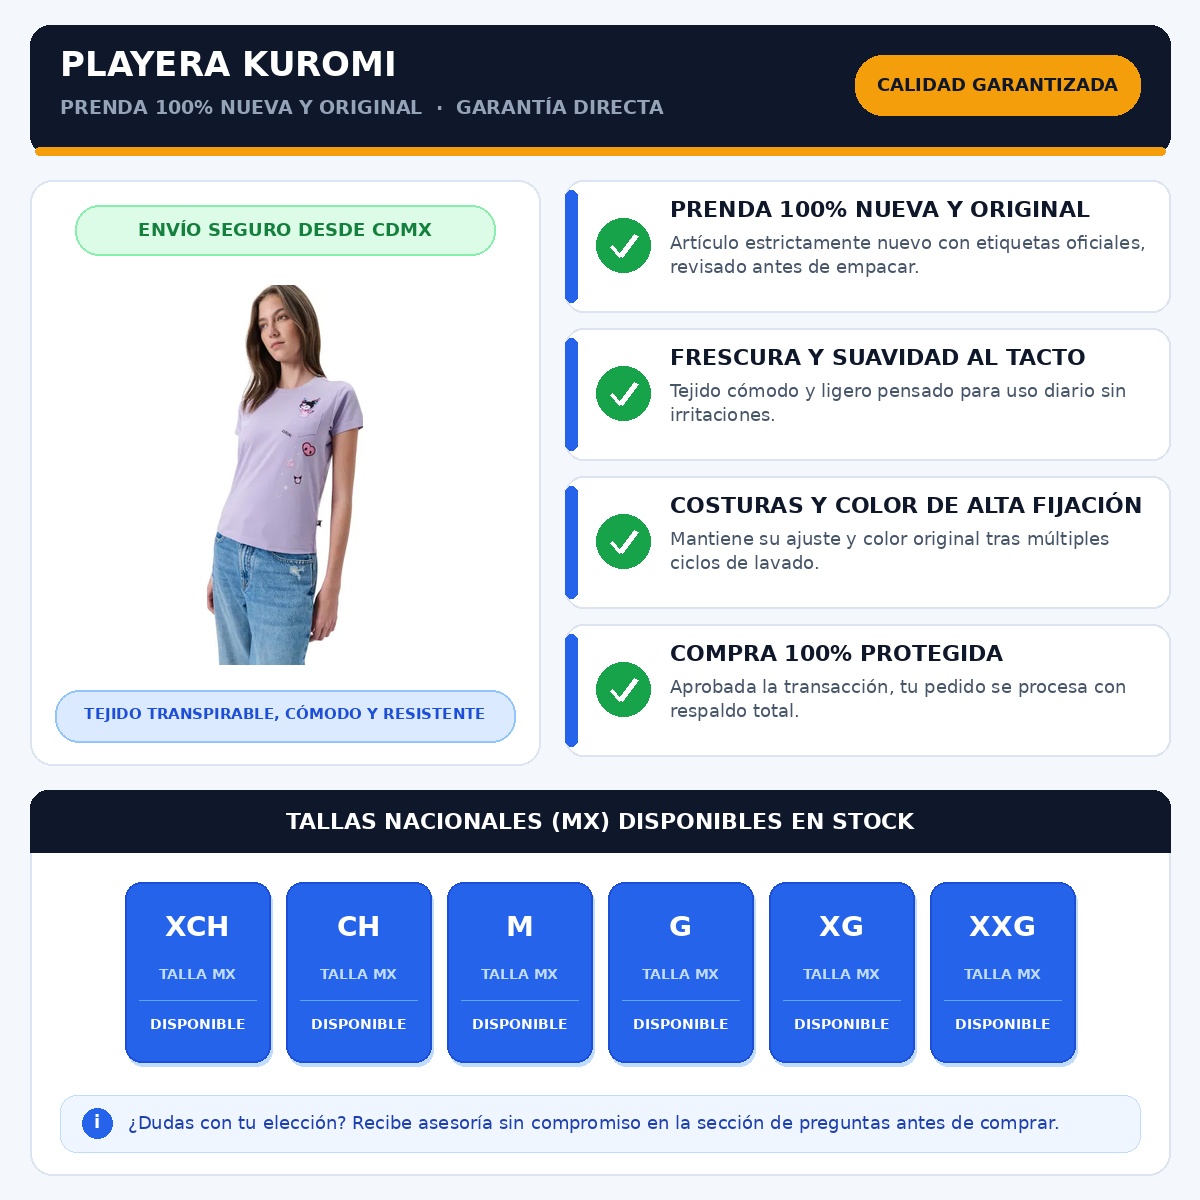 PLAYERA KUROMI
PRENDA 100% NUEVA Y ORIGINAL · GARANTÍA DIRECTA
CALIDAD GARANTIZADA
ENVÍO SEGURO DESDE CDMX
TEJIDO TRANSPIRABLE, CÓMODO Y RESISTENTE
PRENDA 100% NUEVA Y ORIGINAL
Artículo estrictamente nuevo con etiquetas oficiales,
revisado antes de empacar.
FRESCURA Y SUAVIDAD AL TACTO
Tejido cómodo y ligero pensado para uso diario sin
irritaciones.
COSTURAS Y COLOR DE ALTA FIJACIÓN
Mantiene su ajuste y color original tras múltiples
ciclos de lavado.
COMPRA 100% PROTEGIDA
Aprobada la transacción, tu pedido se procesa con
respaldo total.
TALLAS NACIONALES (MX) DISPONIBLES EN STOCK
XCH
TALLA MX
DISPONIBLE
CH
TALLA MX
DISPONIBLE
M
TALLA MX
DISPONIBLE
G
TALLA MX
DISPONIBLE
XG
TALLA MX
DISPONIBLE
XXG
TALLA MX
DISPONIBLE
i
¿Dudas con tu elección? Recibe asesoría sin compromiso en la sección de preguntas antes de comprar.